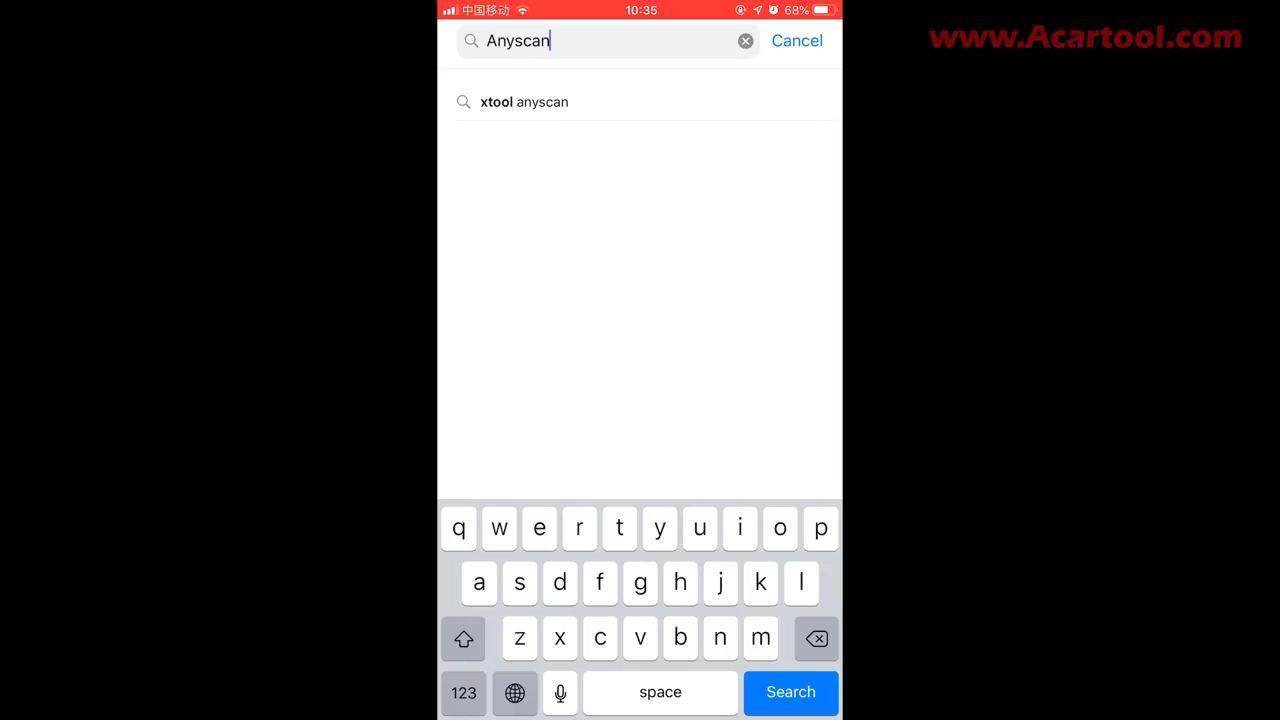 中国移动 10:35 68%
www.Acartool.com
Anyscan Cancel
xtool anyscan
q w e r t y u i o p
a s d f g h j k l
z x c v b n m
123 space Search